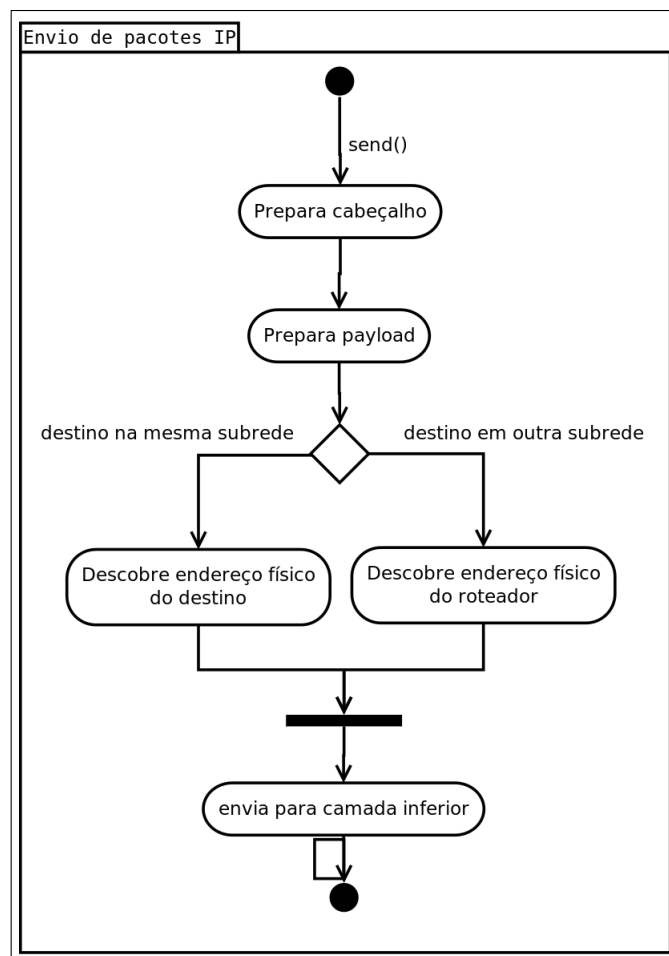 Envio de pacotes IP
send()
Prepara cabeçalho
Prepara payload
destino na mesma subrede
destino em outra subrede
Descobre endereço físico
do destino
Descobre endereço físico
do roteador
envia para camada inferior